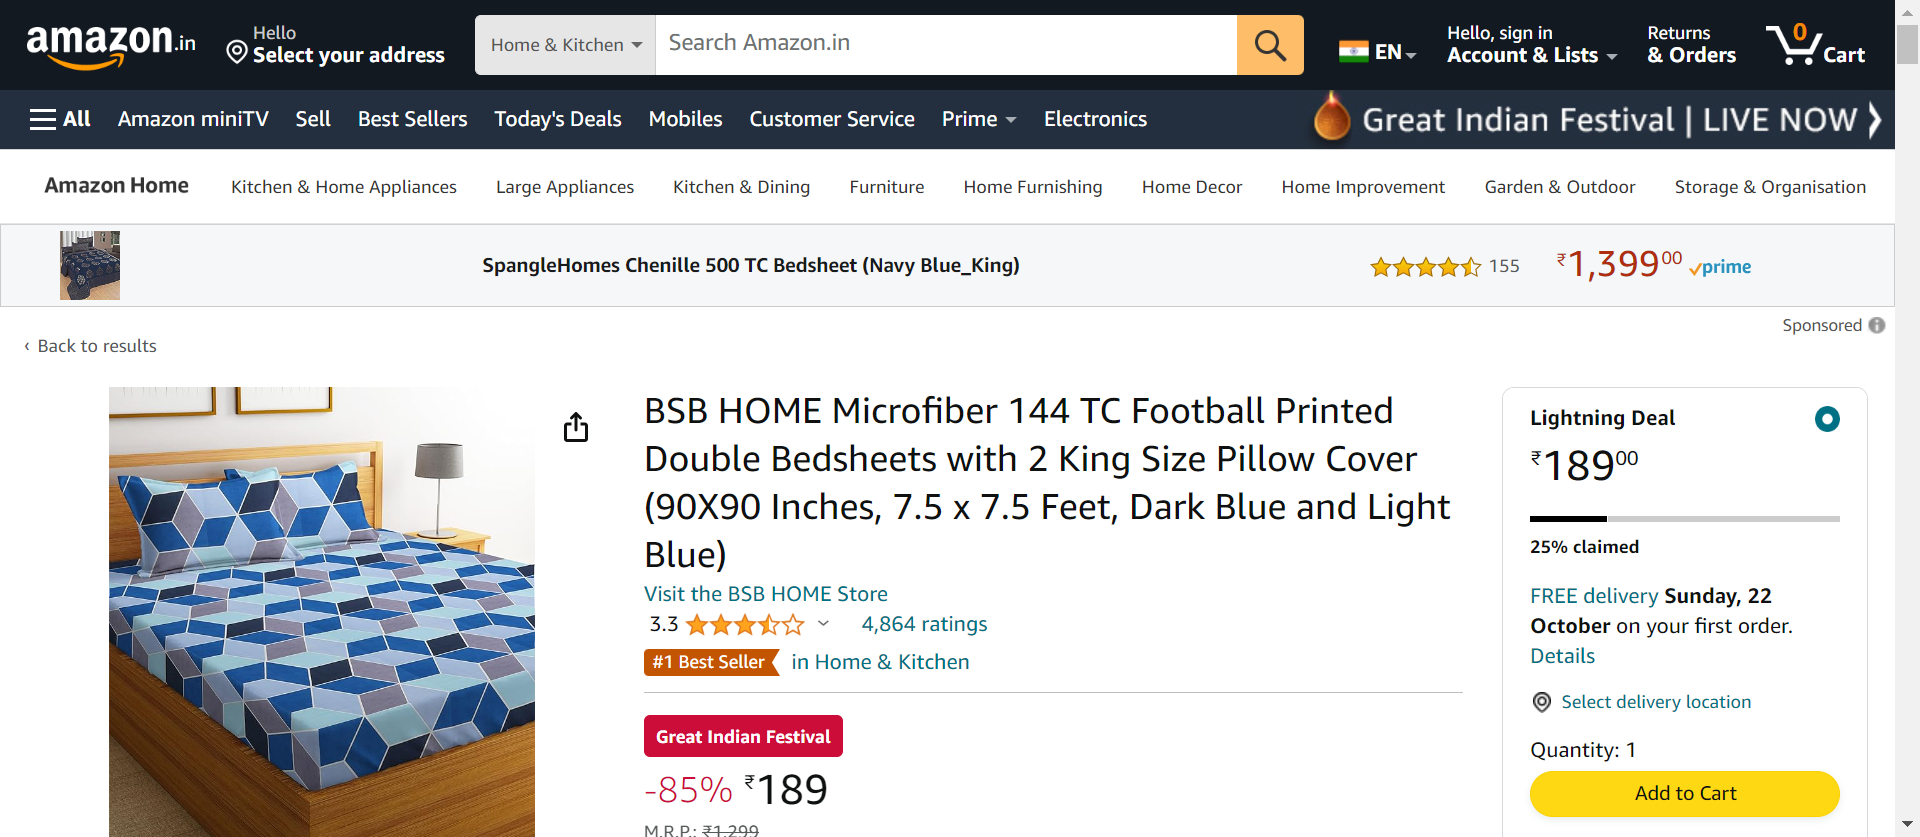 amazon.in
Hello
Select your address
Home & Kitchen
Search Amazon.in
EN
Hello, sign in
Account & Lists
Returns
& Orders
0
Cart
All
Amazon miniTV
Sell
Best Sellers
Today's Deals
Mobiles
Customer Service
Prime
Electronics
Great Indian Festival | LIVE NOW
Amazon Home
Kitchen & Home Appliances
Large Appliances
Kitchen & Dining
Furniture
Home Furnishing
Home Decor
Home Improvement
Garden & Outdoor
Storage & Organisation
SpangleHomes Chenille 500 TC Bedsheet (Navy Blue_King)
155
₹1,39900
prime
Sponsored
‹ Back to results
BSB HOME Microfiber 144 TC Football Printed
Double Bedsheets with 2 King Size Pillow Cover
(90X90 Inches, 7.5 x 7.5 Feet, Dark Blue and Light
Blue)
Visit the BSB HOME Store
3.3
4,864 ratings
#1 Best Seller
in Home & Kitchen
Great Indian Festival
-85% ₹189
M.R.P.: ₹1,299
Lightning Deal
₹18900
25% claimed
FREE delivery Sunday, 22
October on your first order.
Details
Select delivery location
Quantity: 1
Add to Cart